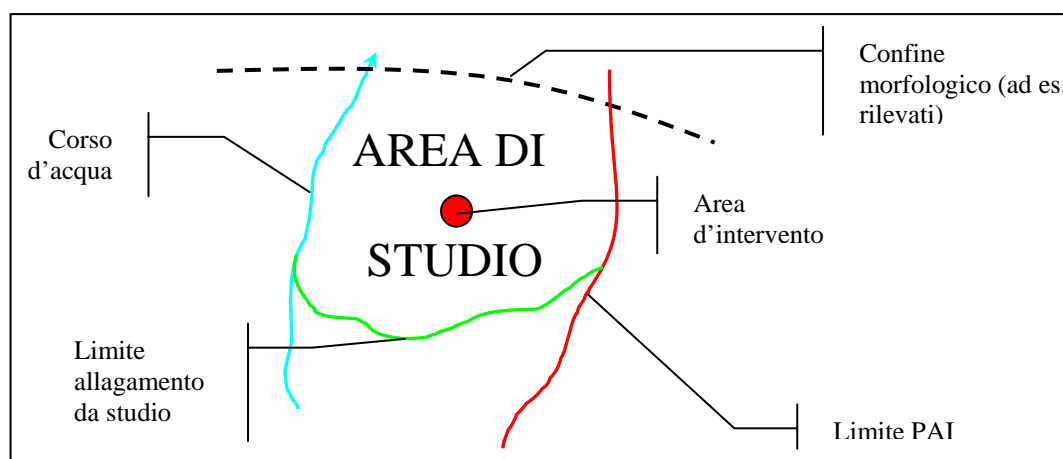 Confine
morfologico (ad es.
rilevati)
Corso
d’acqua
AREA DI
STUDIO
Area
d’intervento
Limite
allagamento
da studio
Limite PAI